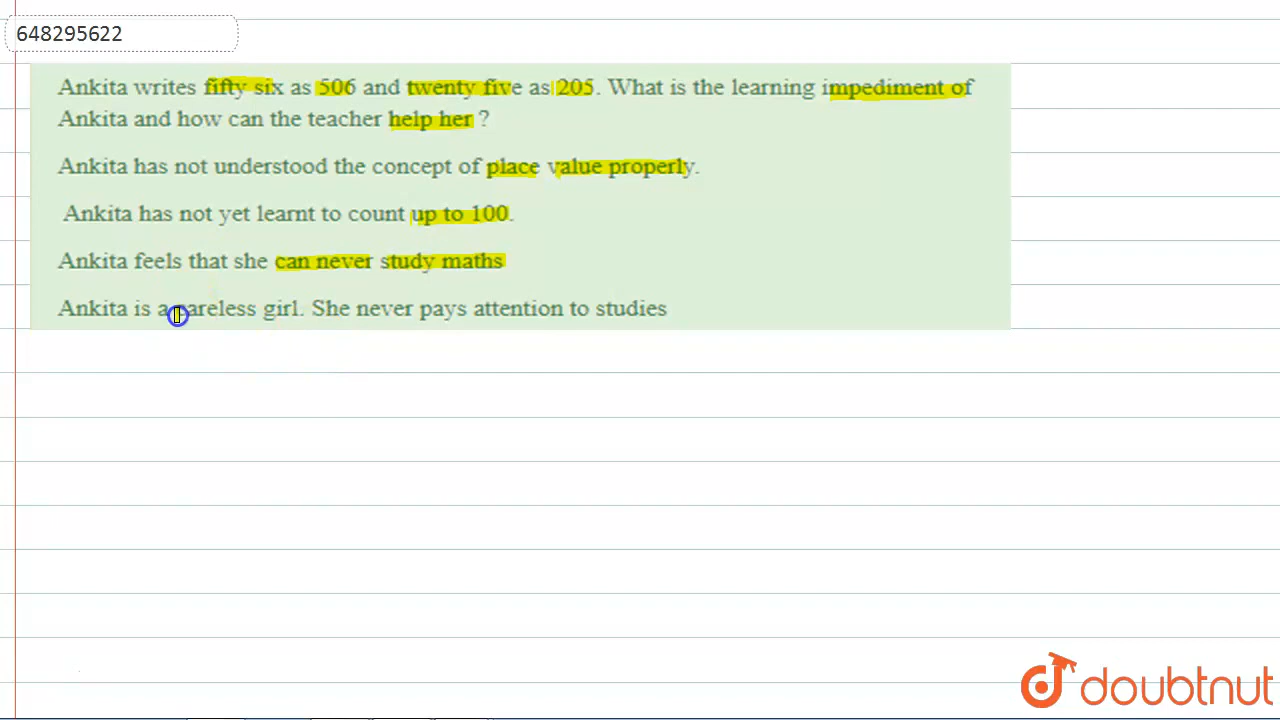 648295622
Ankita writes fifty six as 506 and twenty five as 205. What is the learning impediment of
Ankita and how can the teacher help her ?
Ankita has not understood the concept of place value properly.
Ankita has not yet learnt to count up to 100.
Ankita feels that she can never study maths
Ankita is a careless girl. She never pays attention to studies
doubtnut